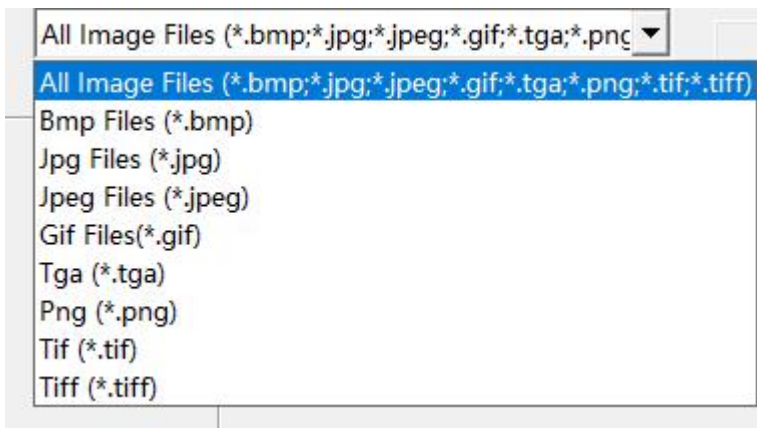 All Image Files (*.bmp;*.jpg;*.jpeg;*.gif;*.tga;*.png
All Image Files (*.bmp;*.jpg;*.jpeg;*.gif;*.tga;*.png;*.tif;*.tiff)
Bmp Files (*.bmp)
Jpg Files (*.jpg)
Jpeg Files (*.jpeg)
Gif Files(*.gif)
Tga (*.tga)
Png (*.png)
Tif (*.tif)
Tiff (*.tiff)